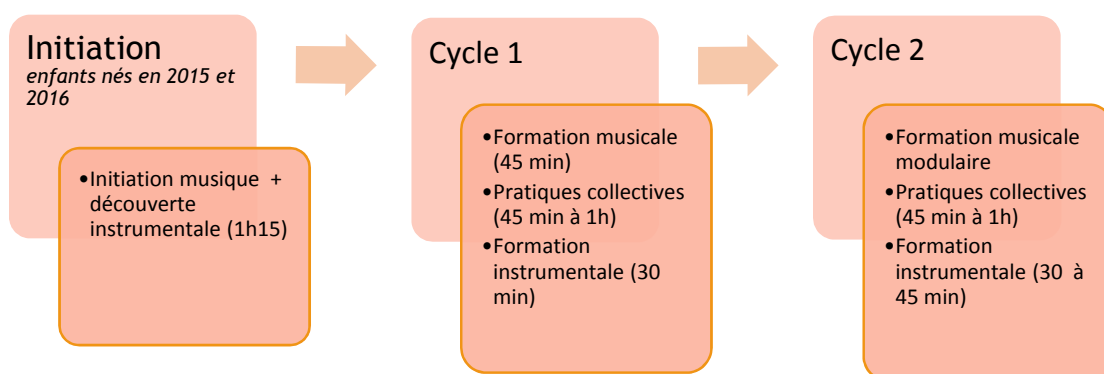 Initiation
enfants nés en 2015 et
2016
•Initiation musique +
découverte
instrumentale (1h15)
Cycle 1
•Formation musicale
(45 min)
•Pratiques collectives
(45 min à 1h)
•Formation
instrumentale (30
min)
Cycle 2
•Formation musicale
modulaire
•Pratiques collectives
(45 min à 1h)
•Formation
instrumentale (30 à
45 min)